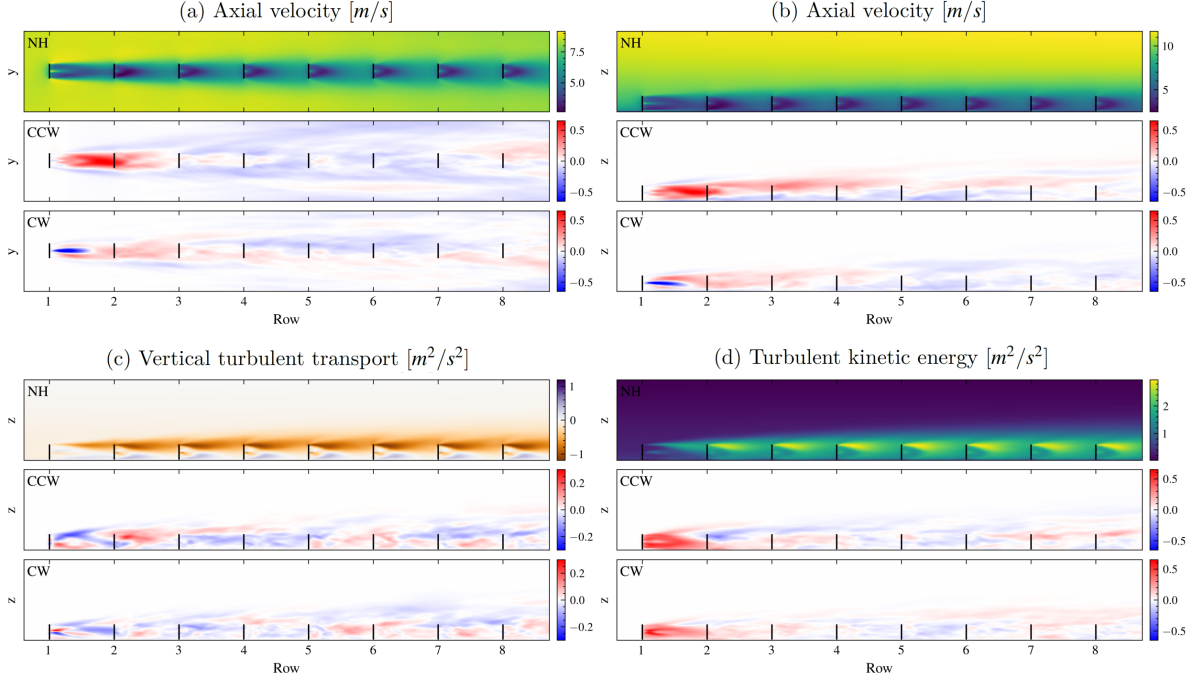 (a) Axial velocity [m/s]
NH
y
7.5
5.0
CCW
y
0.5
0.0
−0.5
CW
y
0.5
0.0
−0.5
1 2 3 4 5 6 7 8
Row
(b) Axial velocity [m/s]
NH
z
10
5
CCW
z
0.5
0.0
−0.5
CW
z
0.5
0.0
−0.5
1 2 3 4 5 6 7 8
Row
(c) Vertical turbulent transport [m²/s²]
NH
z
1
0
−1
CCW
z
0.2
0.0
−0.2
CW
z
0.2
0.0
−0.2
1 2 3 4 5 6 7 8
Row
(d) Turbulent kinetic energy [m²/s²]
NH
z
2
1
CCW
z
0.5
0.0
−0.5
CW
z
0.5
0.0
−0.5
1 2 3 4 5 6 7 8
Row